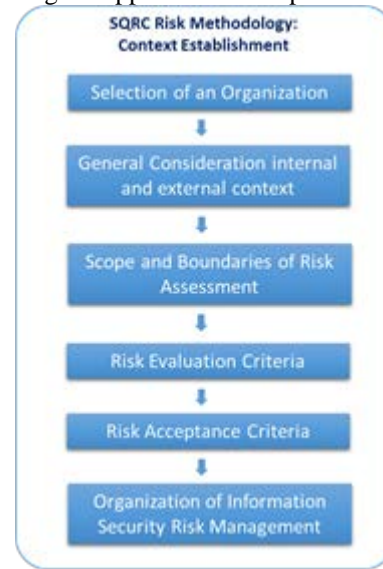 SQRC Risk Methodology:
Context Establishment
Selection of an Organization
General Consideration internal
and external context
Scope and Boundaries of Risk
Assessment
Risk Evaluation Criteria
Risk Acceptance Criteria
Organization of Information
Security Risk Management